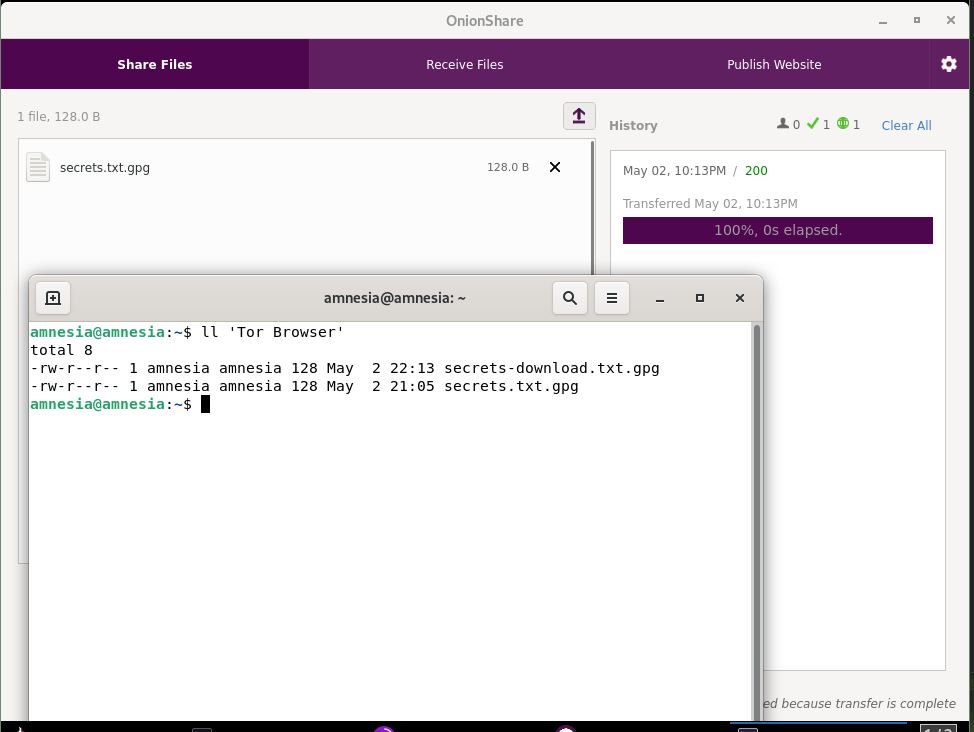 OnionShare
Share Files
Receive Files
Publish Website
1 file, 128.0 B
secrets.txt.gpg
128.0 B
History
0
1
1
Clear All
May 02, 10:13PM / 200
Transferred May 02, 10:13PM
100%, 0s elapsed.
amnesia@amnesia: ~
amnesia@amnesia:~$ ll 'Tor Browser'
total 8
-rw-r--r-- 1 amnesia amnesia 128 May  2 22:13 secrets-download.txt.gpg
-rw-r--r-- 1 amnesia amnesia 128 May  2 21:05 secrets.txt.gpg
amnesia@amnesia:~$
ed because transfer is complete